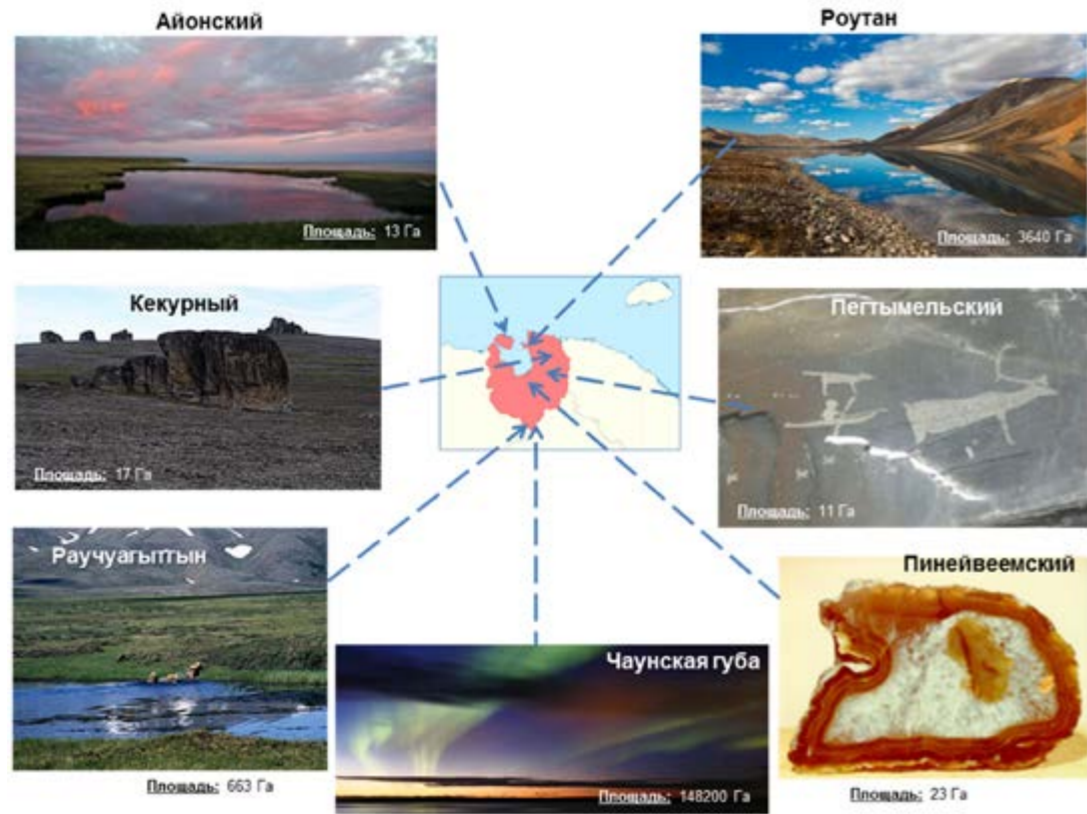 Айонский
Роутан
Площадь: 13 Га
Площадь: 3640 Га
Кекурный
Пегтымельский
Площадь: 17 Га
Площадь: 11 Га
Раучуагыттын
Пинейвеемский
Чаунская губа
Площадь: 663 Га
Площадь: 148200 Га
Площадь: 23 Га